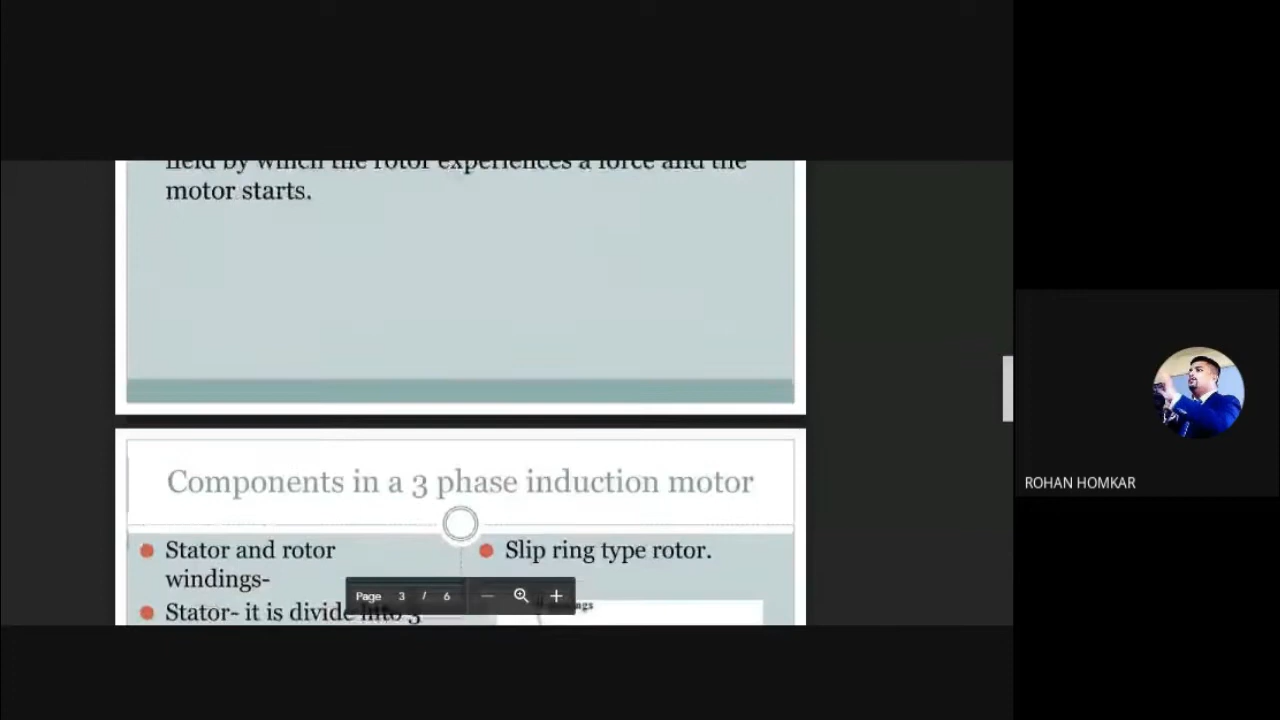 field by which the rotor experiences a force and the
motor starts.
Components in a 3 phase induction motor
Stator and rotor
windings-
Stator- it is divide into 3
Slip ring type rotor.
Page 3 / 6
ROHAN HOMKAR